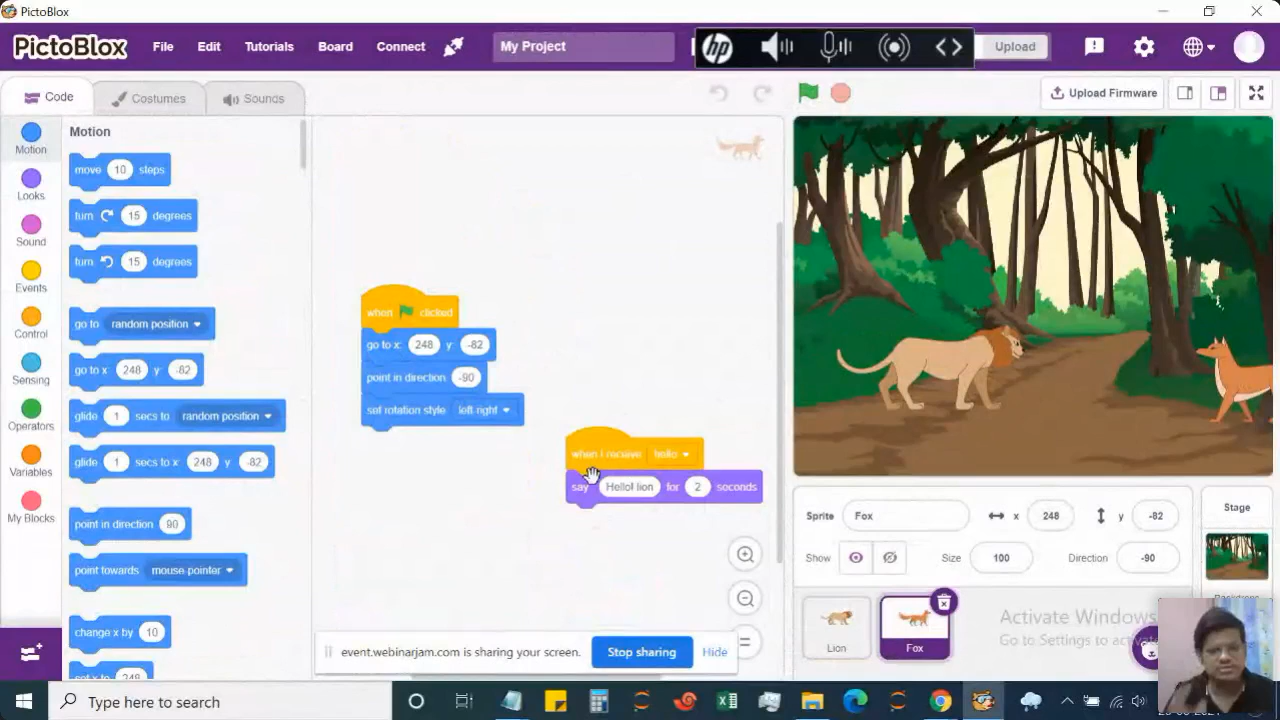 PictoBlox
PictoBlox File Edit Tutorials Board Connect My Project hp Upload
Code Costumes Sounds Upload Firmware
Motion Motion
move 10 steps
Looks
turn 15 degrees
Sound
turn 15 degrees
Events
go to random position
Control
go to x: 248 y: -82
Sensing
glide 1 secs to random position
Operators
glide 1 secs to x: 248 y: -82
Variables
point in direction 90
My Blocks
point towards mouse-pointer
change x by 10
set x to 248
when clicked
go to x: 248 y: -82
point in direction -90
set rotation style left-right
when I receive hello
say Hello! lion for 2 seconds
Sprite Fox x 248 y -82
Show Size 100 Direction -90
Lion Fox
Stage
Activate Windows
Go to Settings to activate
event.webinarjam.com is sharing your screen. Stop sharing Hide
Type here to search